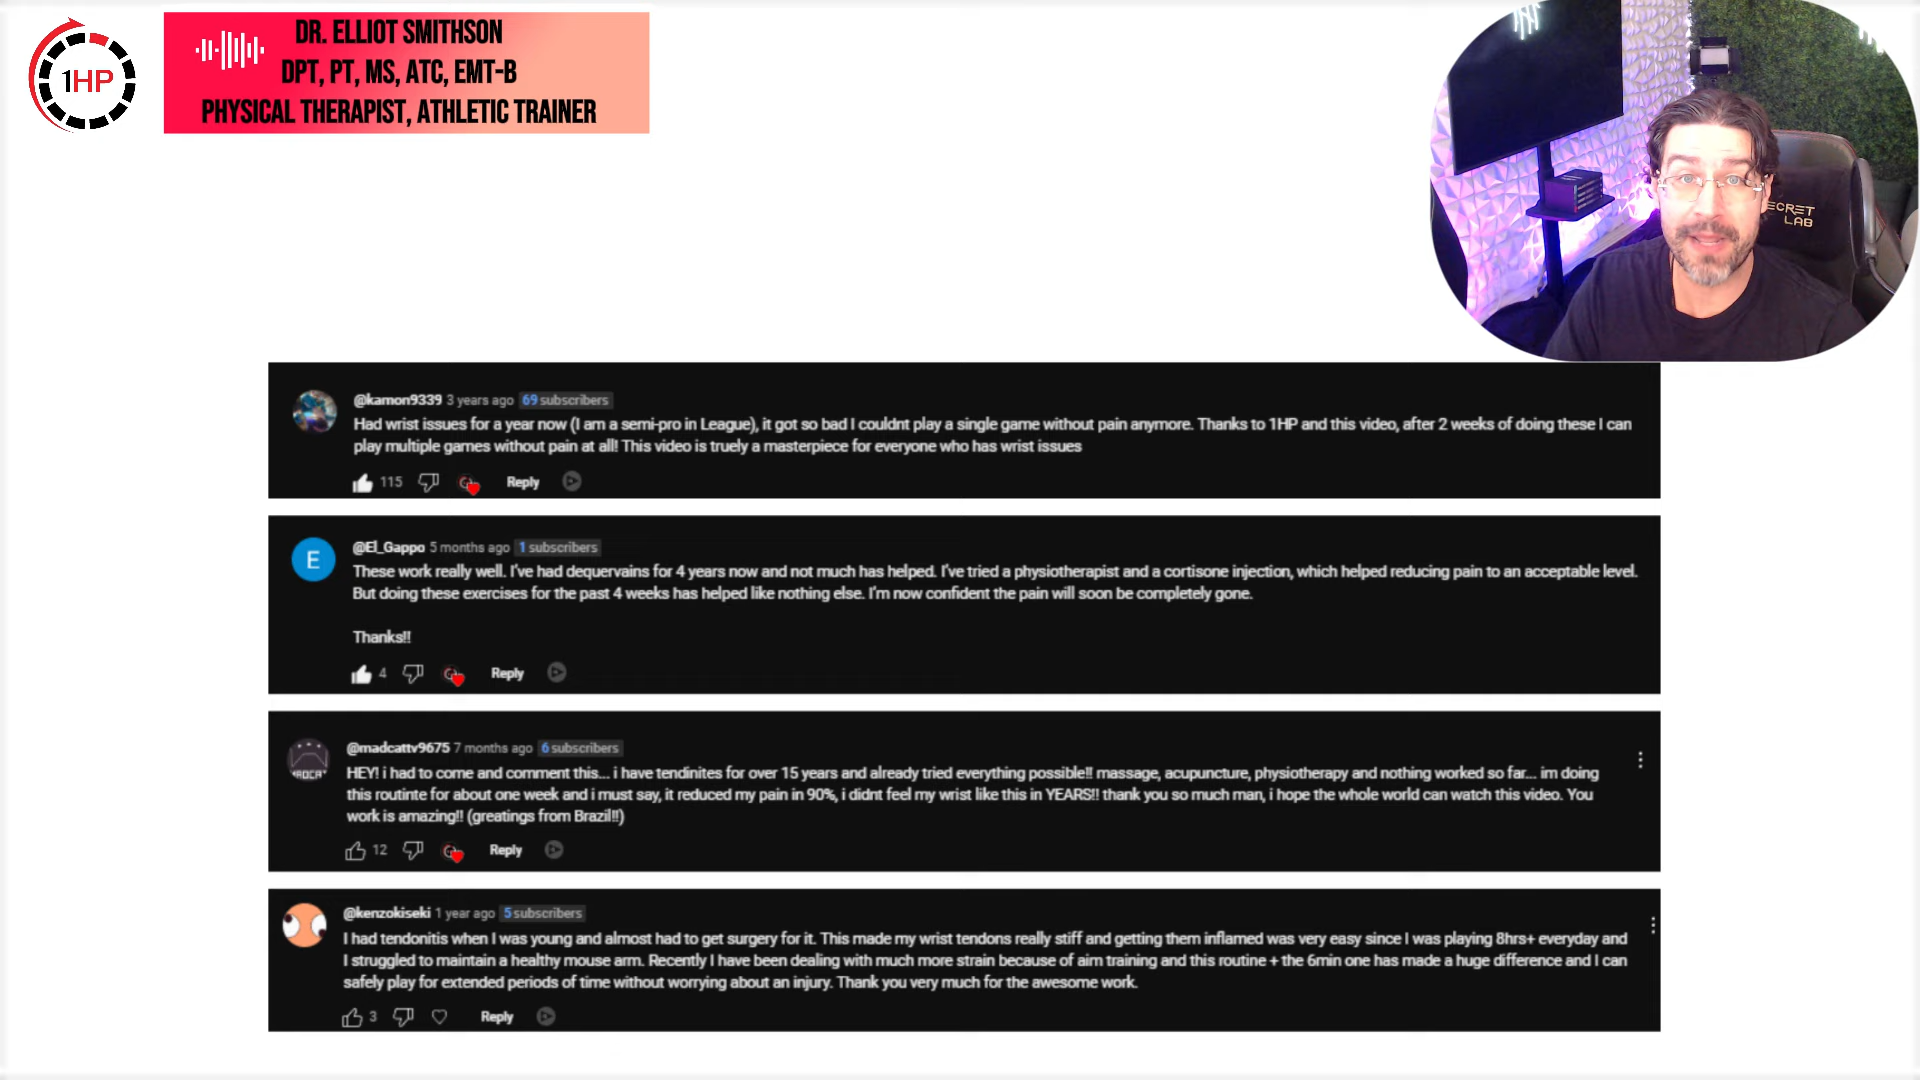 1HP
DR. ELLIOT SMITHSON
DPT, PT, MS, ATC, EMT-B
PHYSICAL THERAPIST, ATHLETIC TRAINER
SECRET
LAB
@kamon9339 3 years ago 69 subscribers
Had wrist issues for a year now (I am a semi-pro in League), it got so bad I couldnt play a single game without pain anymore. Thanks to 1HP and this video, after 2 weeks of doing these I can
play multiple games without pain at all! This video is truely a masterpiece for everyone who has wrist issues
115 Reply
E
@El_Gappo 5 months ago 1 subscribers
These work really well. I've had dequervains for 4 years now and not much has helped. I've tried a physiotherapist and a cortisone injection, which helped reducing pain to an acceptable level.
But doing these exercises for the past 4 weeks has helped like nothing else. I'm now confident the pain will soon be completely gone.
Thanks!!
4 Reply
@madcattv9675 7 months ago 6 subscribers
HEY! i had to come and comment this... i have tendinites for over 15 years and already tried everything possible!! massage, acupuncture, physiotherapy and nothing worked so far... im doing
this routinte for about one week and i must say, it reduced my pain in 90%, i didnt feel my wrist like this in YEARS!! thank you so much man, i hope the whole world can watch this video. You
work is amazing!! (greatings from Brazil!!)
12 Reply
@kenzokiseki 1 year ago 5 subscribers
I had tendonitis when I was young and almost had to get surgery for it. This made my wrist tendons really stiff and getting them inflamed was very easy since I was playing 8hrs+ everyday and
I struggled to maintain a healthy mouse arm. Recently I have been dealing with much more strain because of aim training and this routine + the 6min one has made a huge difference and I can
safely play for extended periods of time without worrying about an injury. Thank you very much for the awesome work.
3 Reply